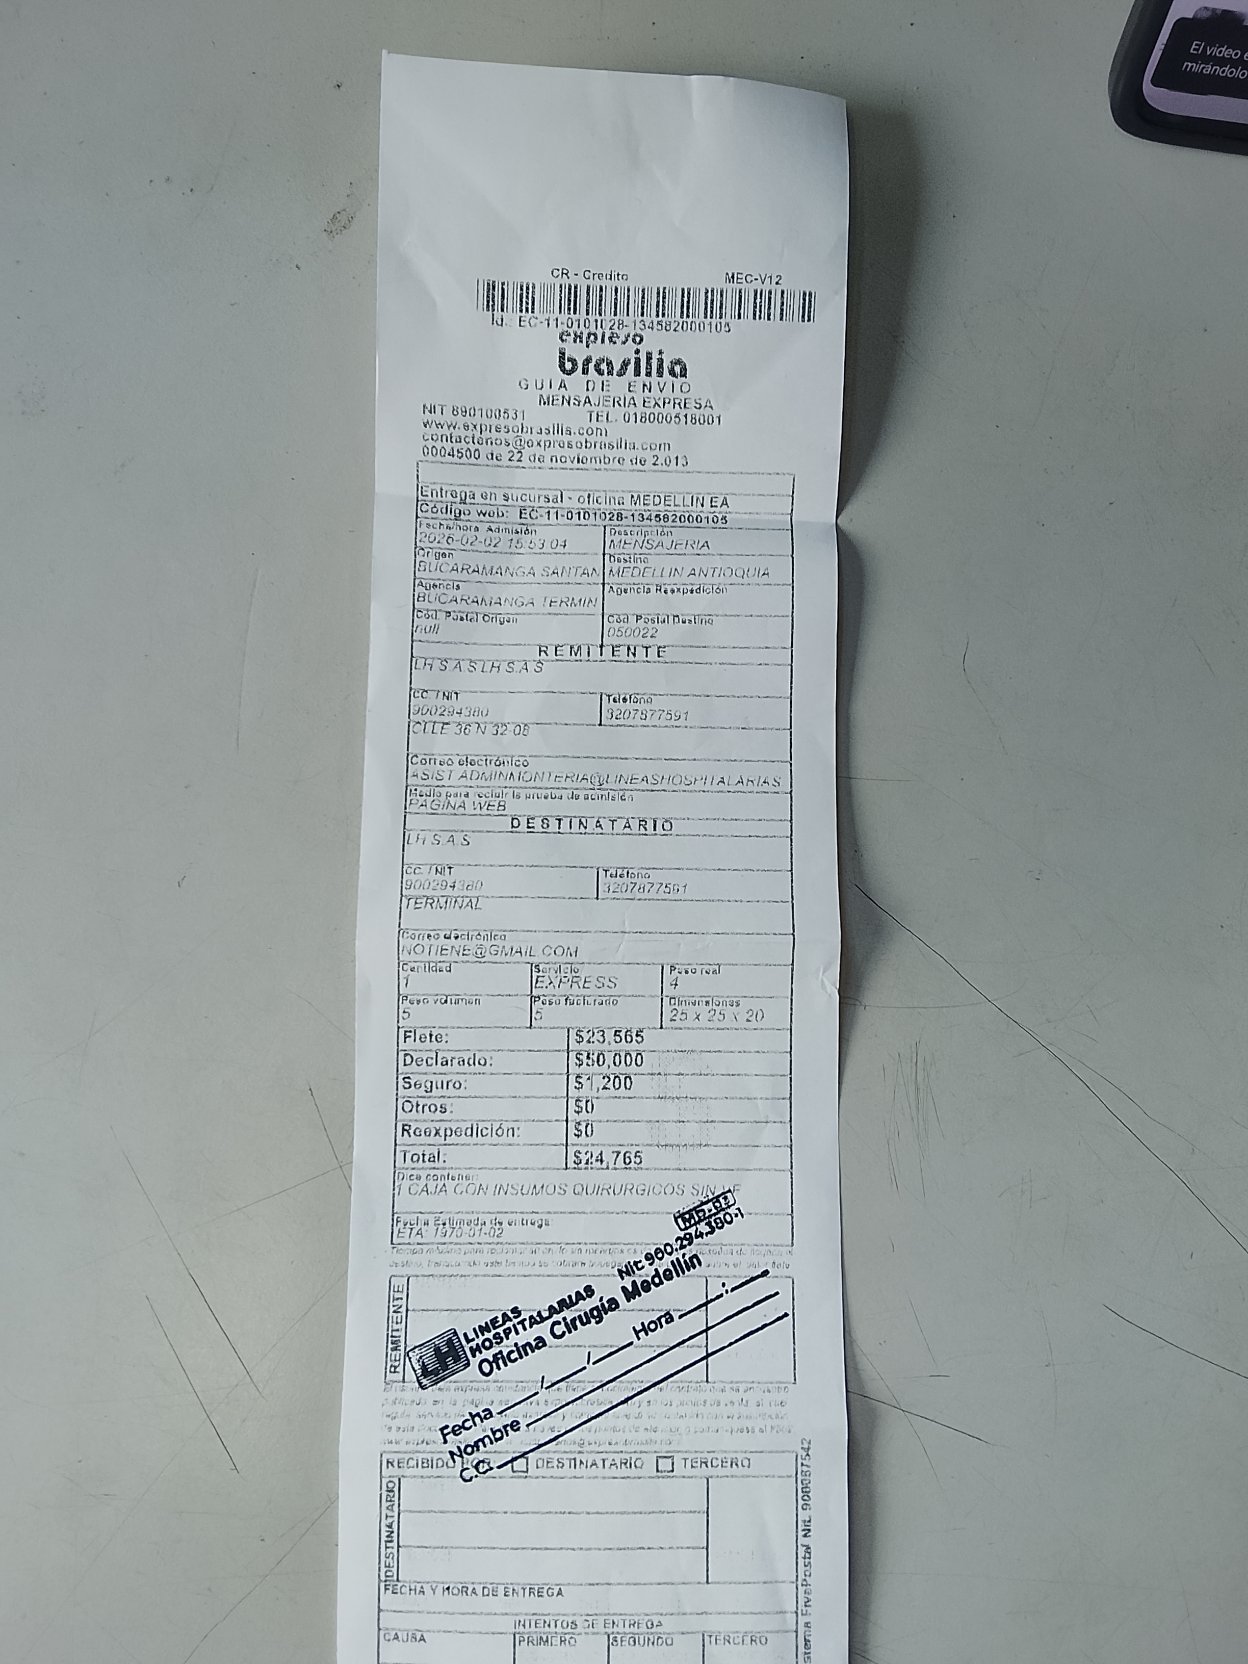 El video e
mirándolo
CR - Credito MEC-V12
Id.: EC-11-0101028-134582000105
expreso
brasilia
GUIA DE ENVIO
MENSAJERIA EXPRESA
NIT 890100531 TEL. 018000518001
www.expresobrasilia.com
contactenos@expresobrasilia.com
0004500 de 22 de noviembre de 2.013
Entrega en sucursal - oficina MEDELLIN EA
Código web: EC-11-0101028-134582000105
Fecha/hora Admisión Descripción
2026-02-02 15:53:04 MENSAJERIA
Origen Destino
BUCARAMANGA SANTAN MEDELLIN ANTIOQUIA
Agencia Agencia Reexpedición
BUCARAMANGA TERMIN
Cód. Postal Origen Cód. Postal Destino
null 050022
REMITENTE
LH S A S LH S.A.S
CC. / NIT Teléfono
900294380 3207877591
CLLE 36 N 32-08
Correo electrónico
ASIST.ADMINMONTERIA@LINEASHOSPITALARIAS
Medio para recibir la prueba de admisión
PAGINA WEB
DESTINATARIO
LH S.A.S
CC. / NIT Teléfono
900294380 3207877591
TERMINAL
Correo electrónico
NOTIENE@GMAIL.COM
Cantidad Servicio Peso real
1 EXPRESS 4
Peso volumen Peso facturado Dimensiones
5 5 25 x 25 x 20
Flete: $23,565
Declarado: $50,000
Seguro: $1,200
Otros: $0
Reexpedición: $0
Total: $24,765
Dice contener:
1 CAJA CON INSUMOS QUIRURGICOS SIN
Fecha Estimada de entrega:
ETA: 1970-01-02
REMITENTE
LH
LINEAS
HOSPITALARIAS Nit: 900.294.380-1
Oficina Cirugía Medellín
Fecha ___/___/___ Hora ___:___
Nombre
C.C.
RECIBIDO POR DESTINATARIO TERCERO
DESTINATARIO
FECHA Y HORA DE ENTREGA
INTENTOS DE ENTREGA
CAUSA PRIMERO SEGUNDO TERCERO